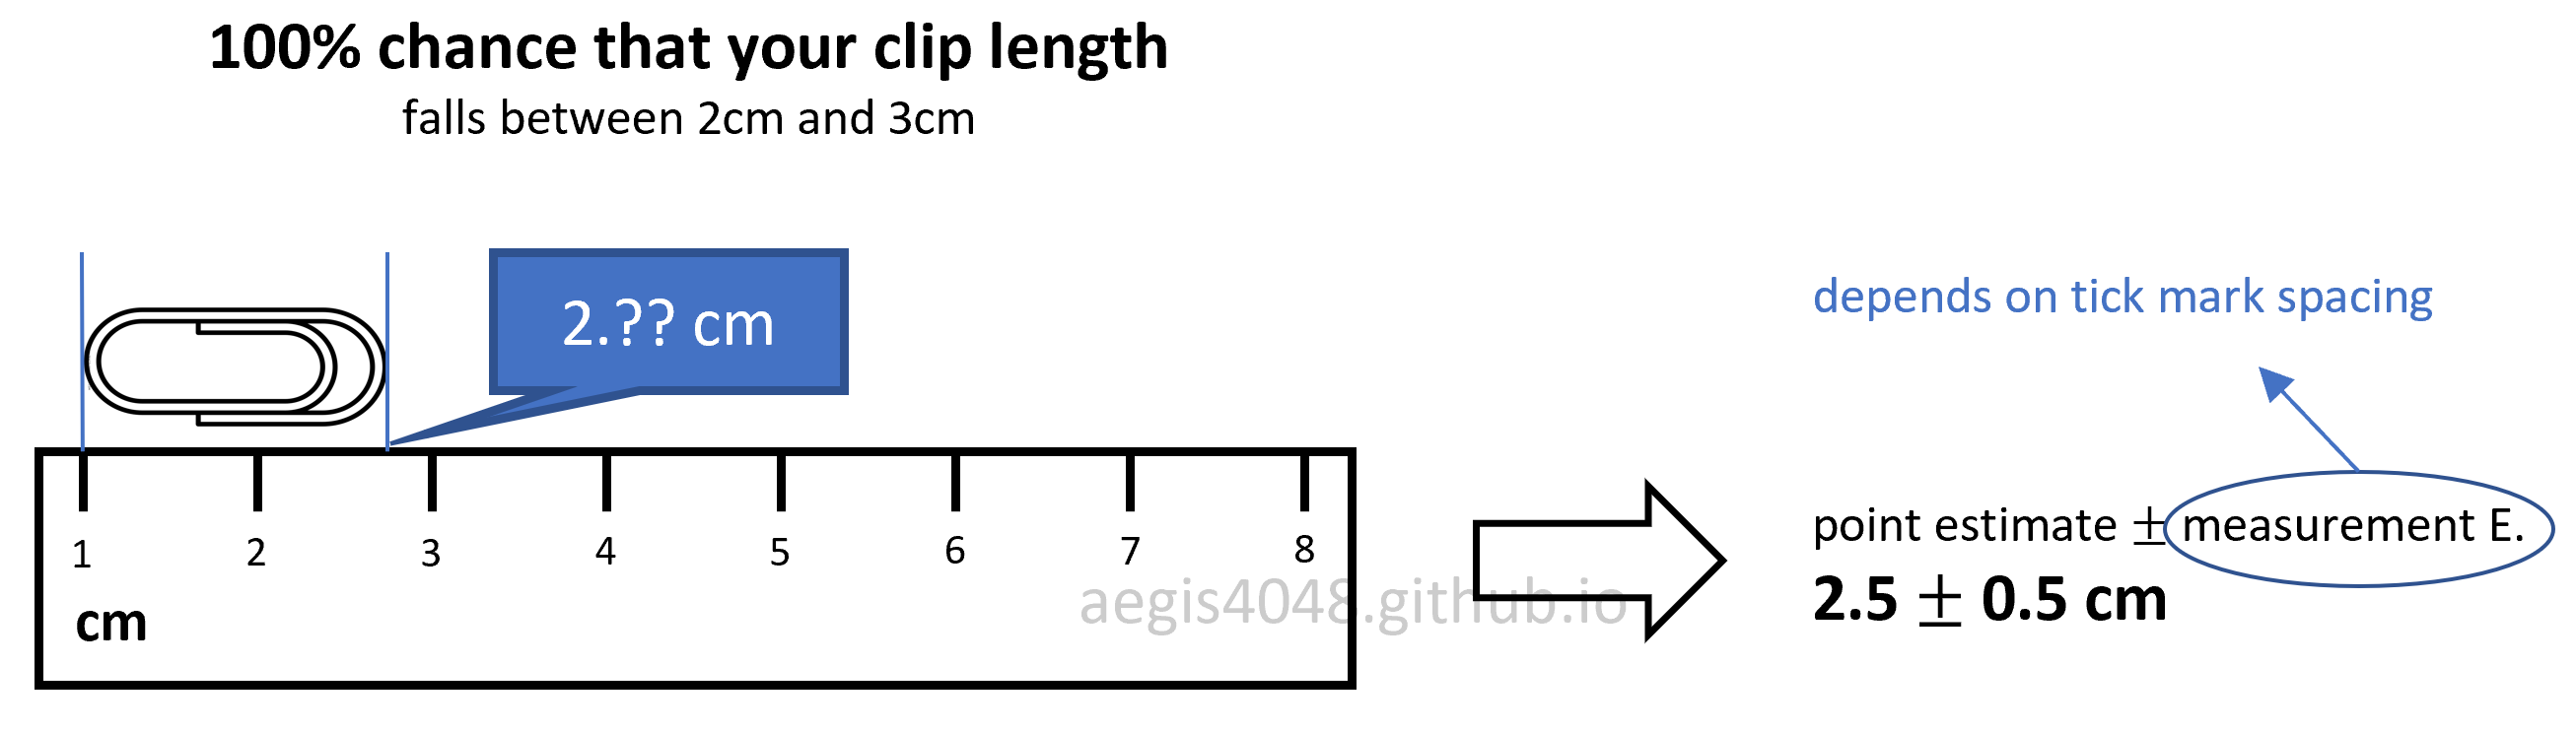 100% chance that your clip length
falls between 2cm and 3cm
2.?? cm
depends on tick mark spacing
1 2 3 4 5 6 7 8
cm
point estimate ± measurement E.
2.5 ± 0.5 cm
aegis4048.github.io